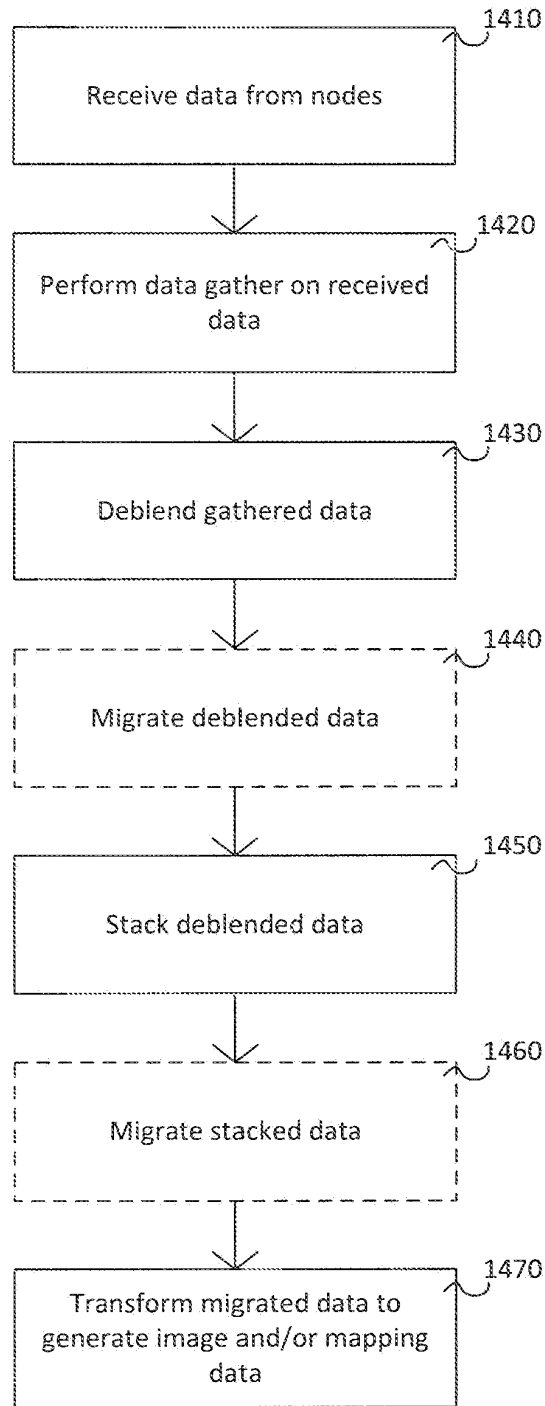 1410
Receive data from nodes
1420
Perform data gather on received
data
1430
Deblend gathered data
1440
Migrate deblended data
1450
Stack deblended data
1460
Migrate stacked data
1470
Transform migrated data to
generate image and/or mapping
data